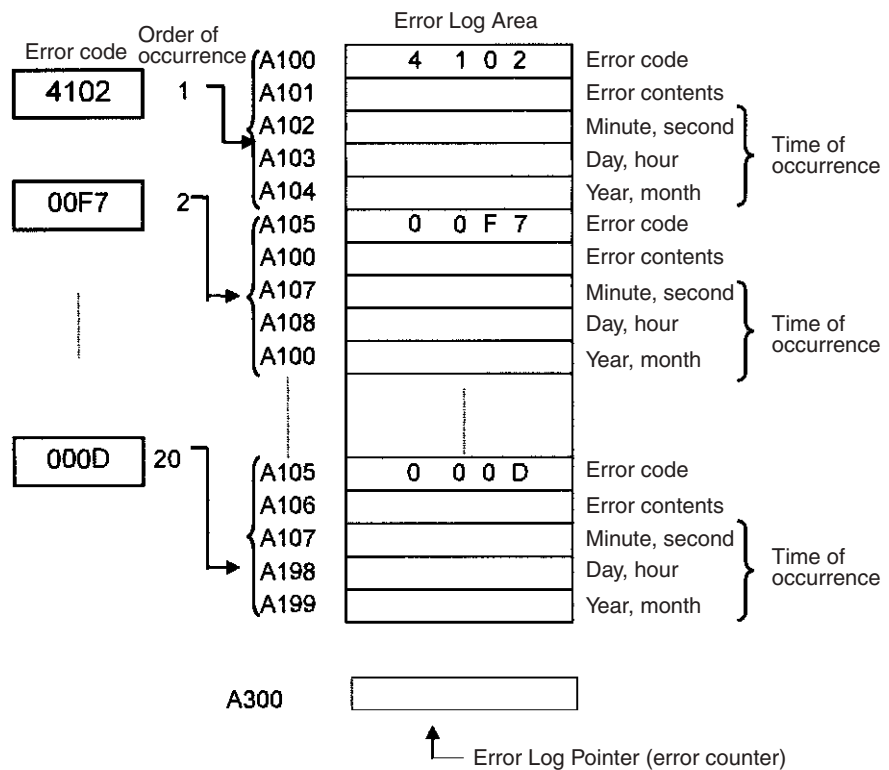 Error Log Area
Error code
Order of
occurrence
4102 1
A100 4 1 0 2 Error code
A101 Error contents
A102 Minute, second
A103 Day, hour
A104 Year, month
Time of
occurrence
00F7 2
A105 0 0 F 7 Error code
A100 Error contents
A107 Minute, second
A108 Day, hour
A100 Year, month
Time of
occurrence
000D 20
A105 0 0 0 D Error code
A106 Error contents
A107 Minute, second
A198 Day, hour
A199 Year, month
Time of
occurrence
A300
Error Log Pointer (error counter)